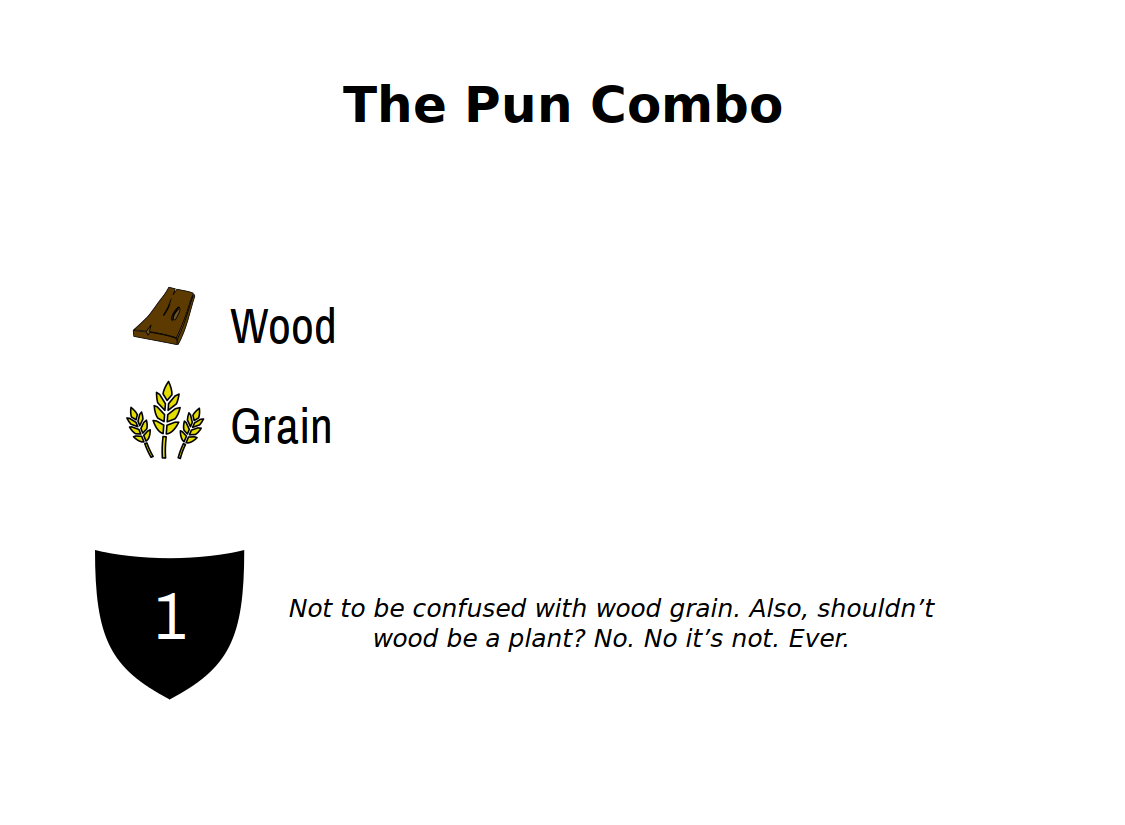 The Pun Combo
Wood
Grain
1
Not to be confused with wood grain. Also, shouldn’t
wood be a plant? No. No it’s not. Ever.